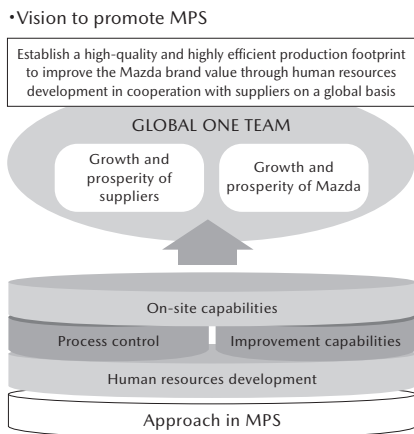 •Vision to promote MPS
Establish a high-quality and highly efficient production footprint
to improve the Mazda brand value through human resources
development in cooperation with suppliers on a global basis
GLOBAL ONE TEAM
Growth and
prosperity of
suppliers
Growth and
prosperity of Mazda
On-site capabilities
Process control
Improvement capabilities
Human resources development
Approach in MPS